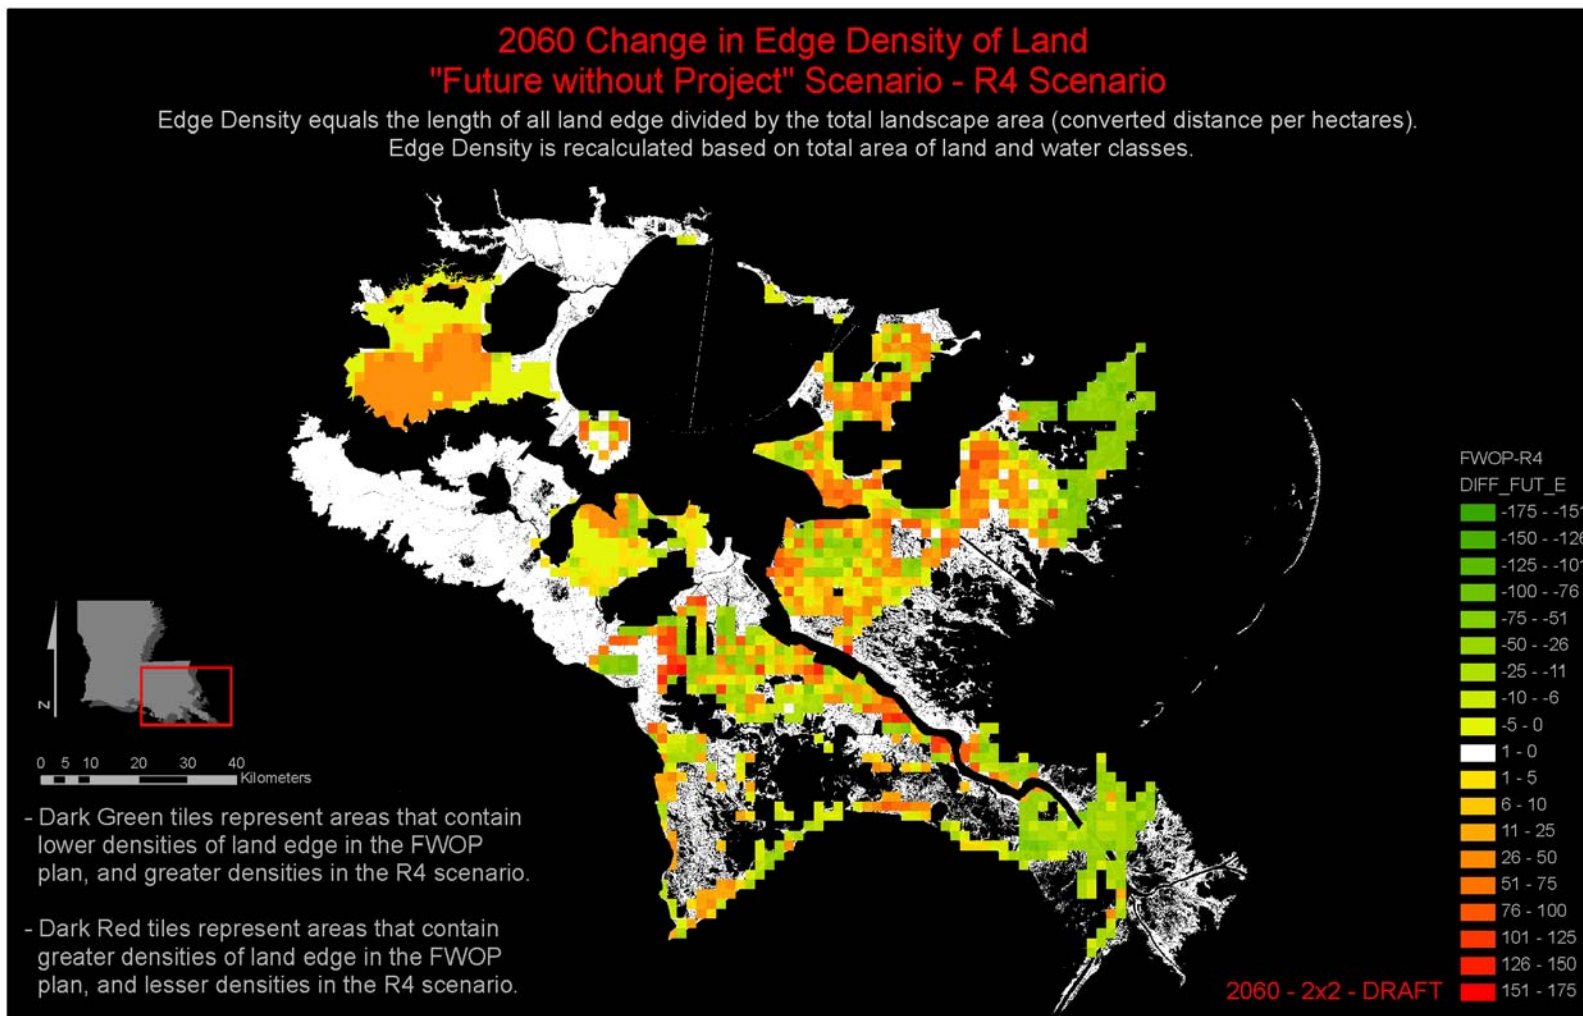 2060 Change in Edge Density of Land
"Future without Project" Scenario - R4 Scenario
Edge Density equals the length of all land edge divided by the total landscape area (converted distance per hectares).
Edge Density is recalculated based on total area of land and water classes.
FWOP-R4
DIFF_FUT_E
-175 - -151
-150 - -126
-125 - -101
-100 - -76
-75 - -51
-50 - -26
-25 - -11
-10 - -6
-5 - 0
1 - 0
1 - 5
6 - 10
11 - 25
26 - 50
51 - 75
76 - 100
101 - 125
126 - 150
151 - 175
N
0 5 10 20 30 40
Kilometers
- Dark Green tiles represent areas that contain
lower densities of land edge in the FWOP
plan, and greater densities in the R4 scenario.
- Dark Red tiles represent areas that contain
greater densities of land edge in the FWOP
plan, and lesser densities in the R4 scenario.
2060 - 2x2 - DRAFT